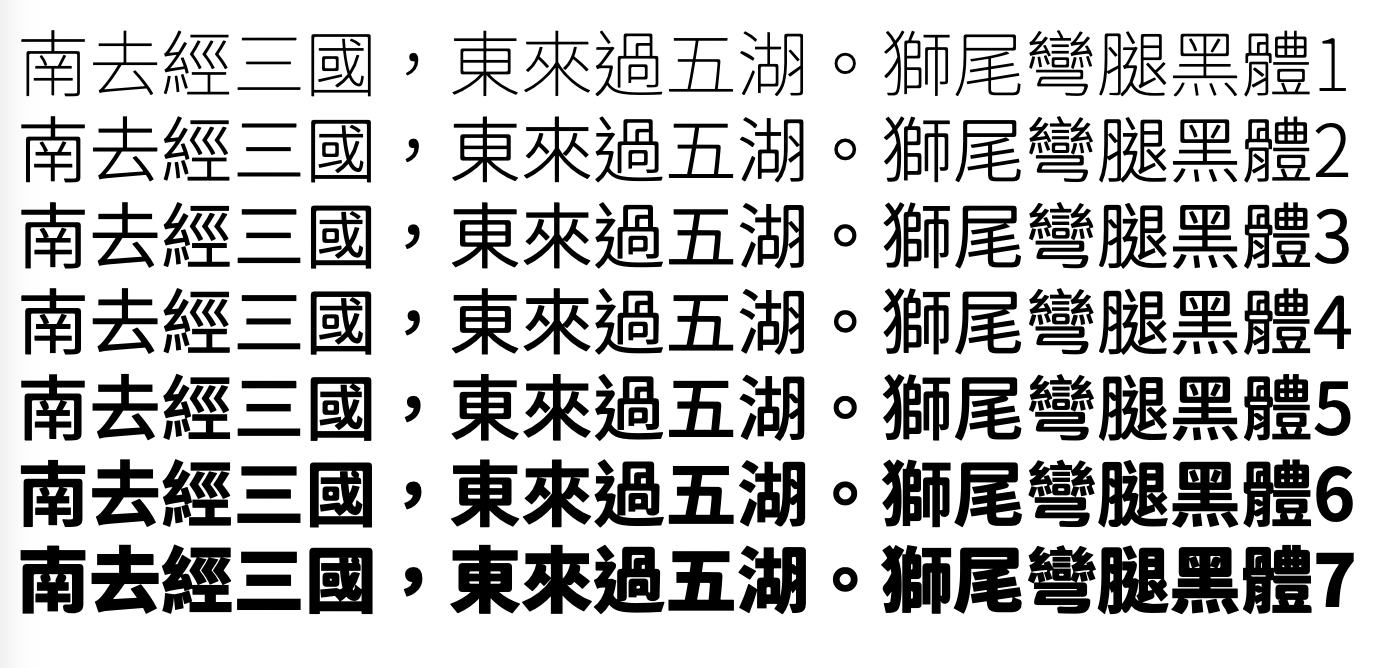 南去經三國，東來過五湖。獅尾彎腿黑體1
南去經三國，東來過五湖。獅尾彎腿黑體2
南去經三國，東來過五湖。獅尾彎腿黑體3
南去經三國，東來過五湖。獅尾彎腿黑體4
南去經三國，東來過五湖。獅尾彎腿黑體5
南去經三國，東來過五湖。獅尾彎腿黑體6
南去經三國，東來過五湖。獅尾彎腿黑體7